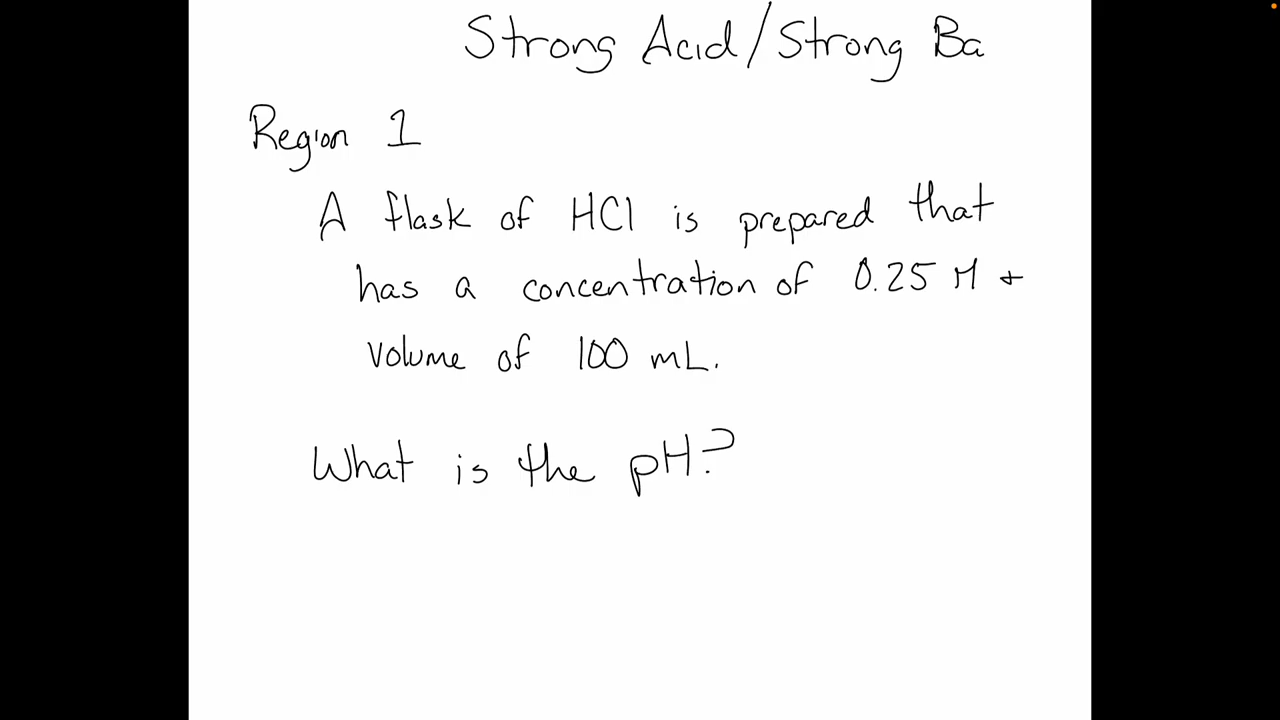 Strong Acid/Strong Ba
Region 1
A flask of HCl is prepared that
has a concentration of 0.25 M +
volume of 100 mL.
What is the pH?